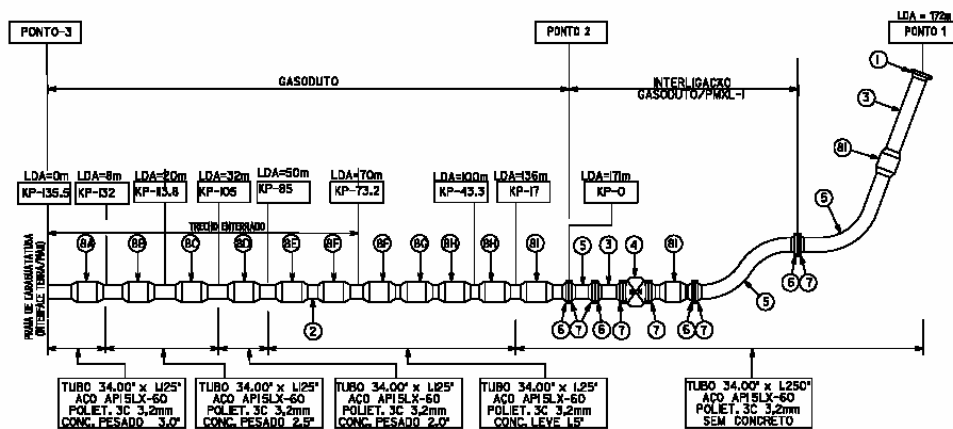 LDA = 172m
PONTO-3
PONTO 2
PONTO 1
GASODUTO
INTERLIGAÇÃO
GASODUTO/PMXL-1
1
3
81
5
LDA=0m
LDA=8m
LDA=20m
LDA=32m
LDA=50m
LDA=70m
LDA=100m
LDA=136m
LDA=171m
KP-135.5
KP-132
KP-113.8
KP-105
KP-85
KP-73.2
KP-43.3
KP-17
KP-0
TRECHO ENTERRADO
8A
8B
8C
8D
8E
8F
8F
8G
8H
8H
8I
5
3
4
8I
PRAIA DE CARAGUATATUBA
(INTERFACE TERRA/MAR)
2
6
7
6
7
7
6
7
5
6
7
TUBO 34.00" x 1.125"
AÇO API5LX-60
POLIET. 3C 3,2mm
CONC. PESADO 3.0"
TUBO 34.00" x 1.125"
AÇO API5LX-60
POLIET. 3C 3,2mm
CONC. PESADO 2.5"
TUBO 34.00" x 1.125"
AÇO API5LX-60
POLIET. 3C 3,2mm
CONC. PESADO 2.0"
TUBO 34.00" x 1.25"
AÇO API5LX-60
POLIET. 3C 3,2mm
CONC. LEVE 1.5"
TUBO 34.00" x 1.250"
AÇO API5LX-60
POLIET. 3C 3,2mm
SEM CONCRETO